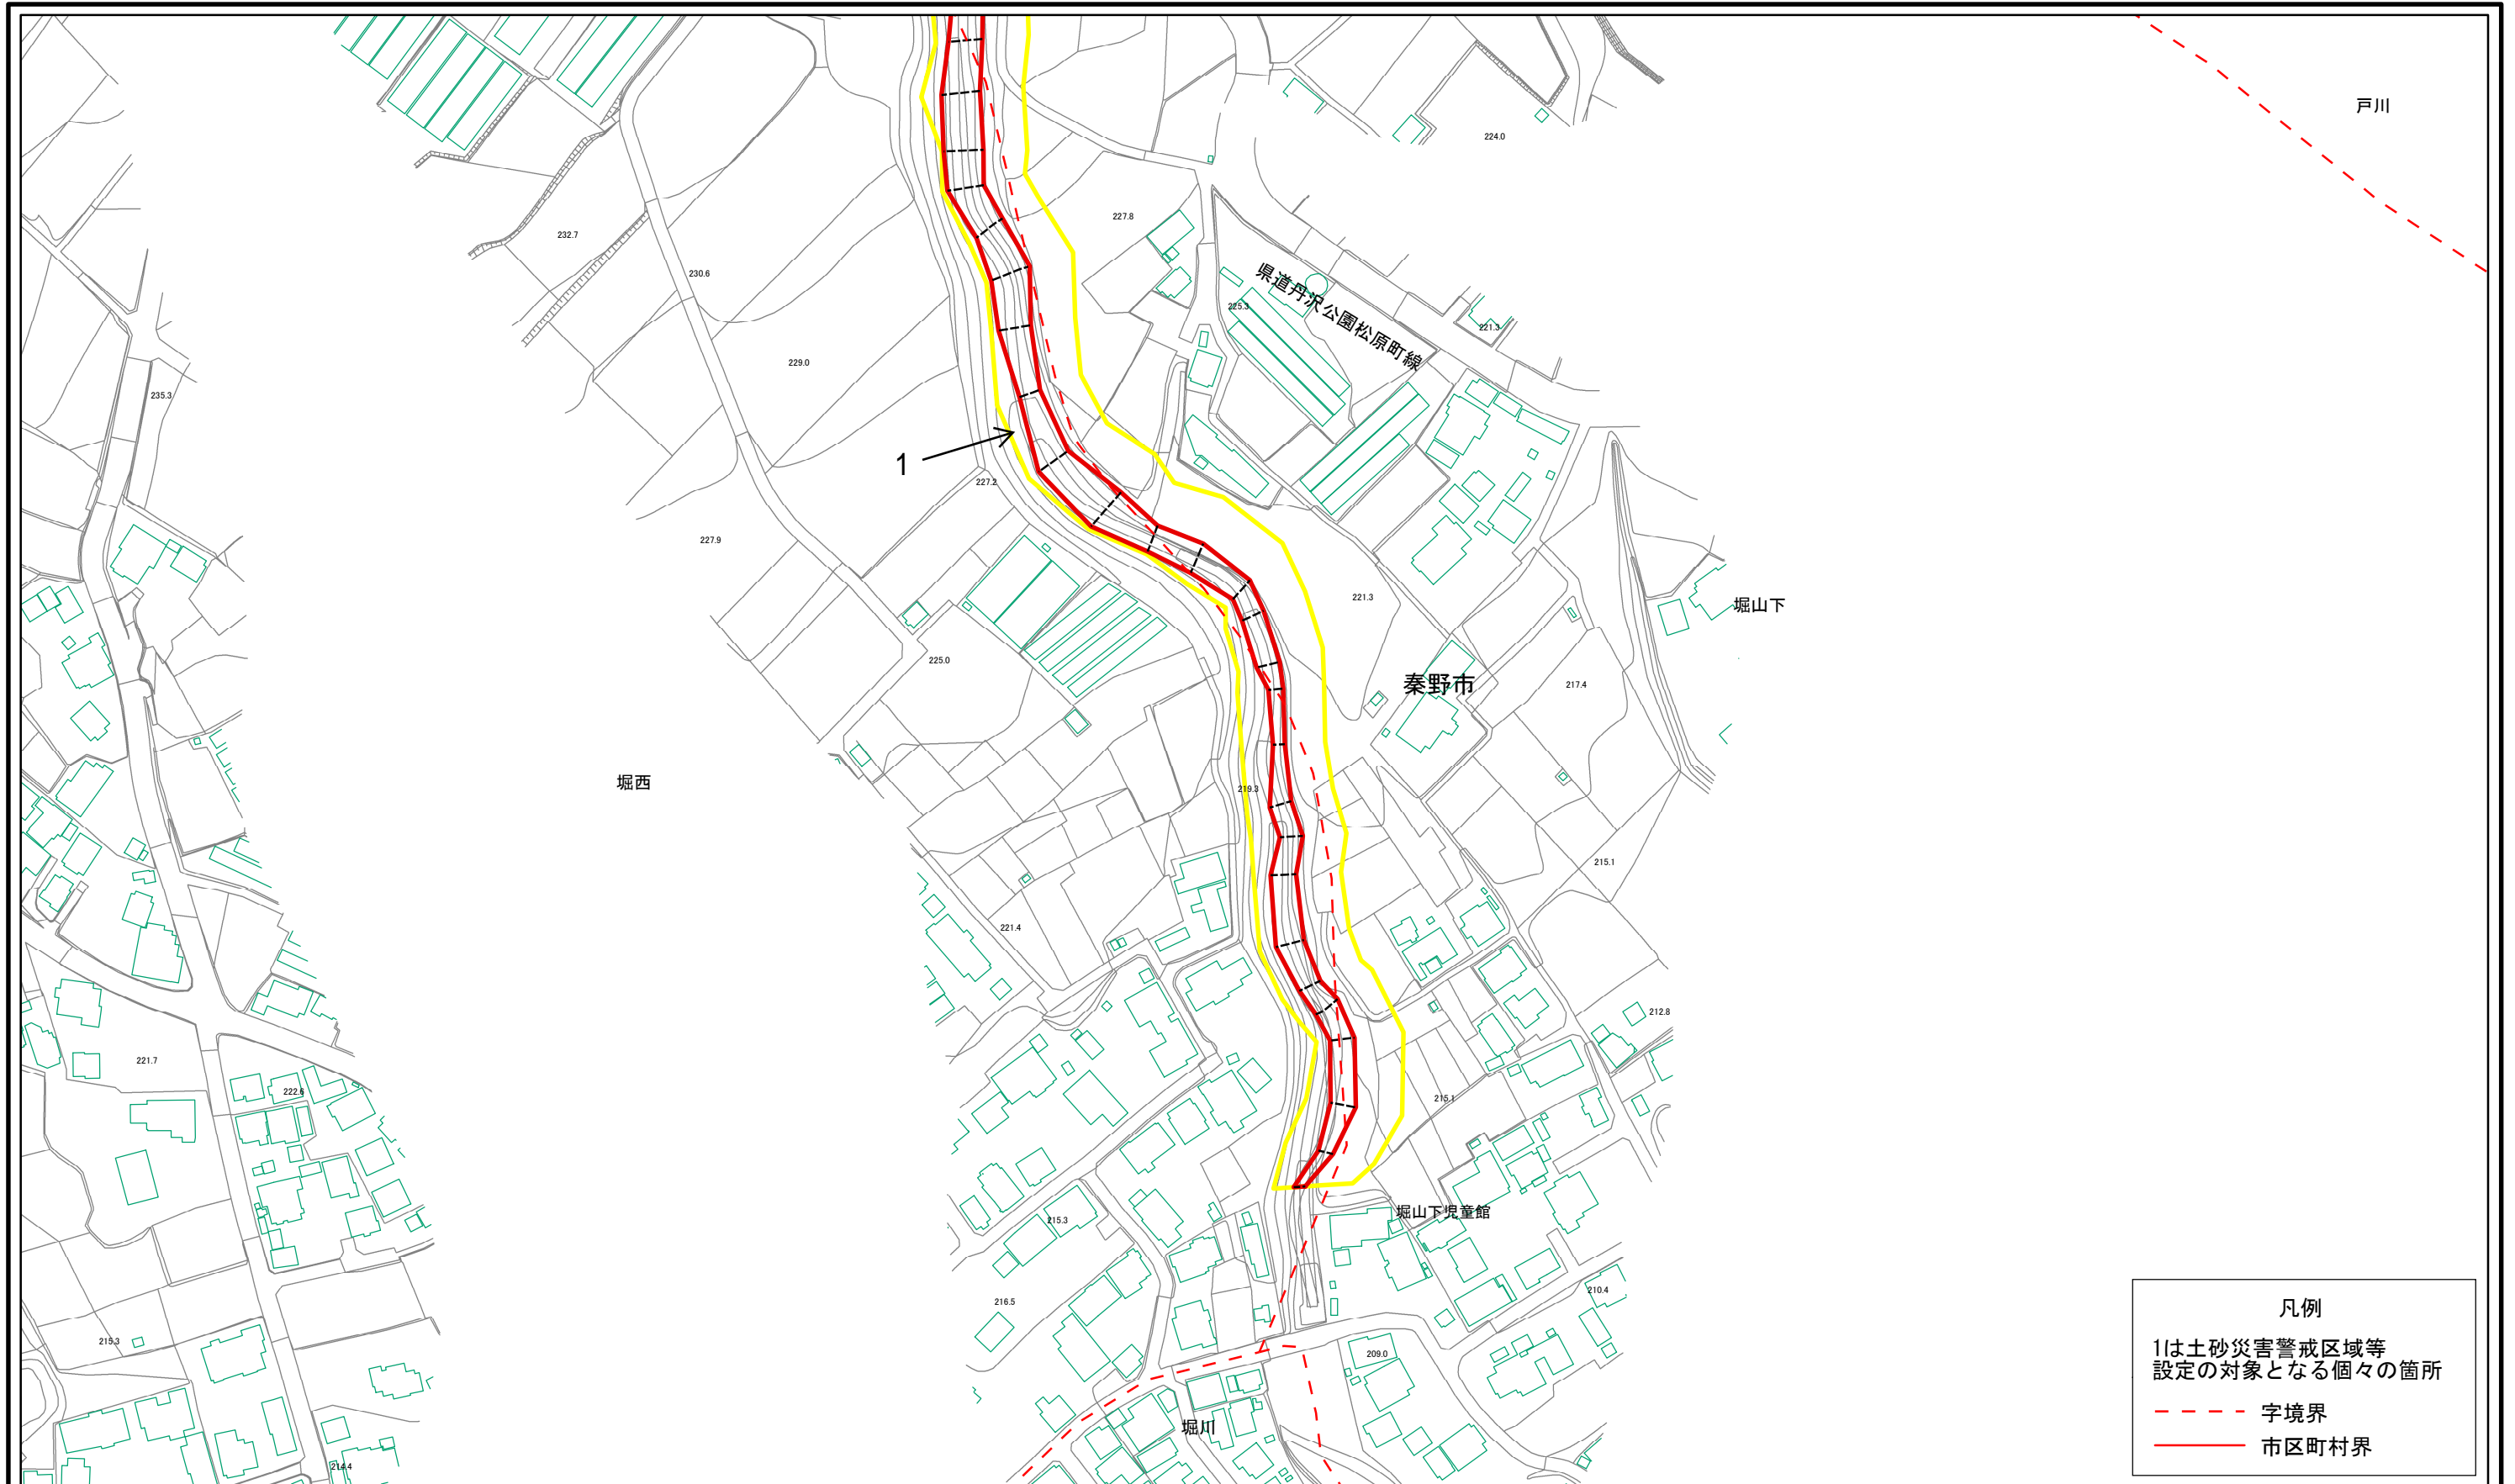 戸川
224.0
227.8
232.7
230.6
県道丹沢公園松原町線
225.3
221.3
229.0
235.3
1
227.2
227.9
221.3
堀山下
225.0
秦野市
217.4
堀西
219.3
215.1
221.4
212.8
221.7
222.6
215.1
堀山下児童館
215.3
216.5
210.4
215.3
209.0
堀川
214.4
凡例
1は土砂災害警戒区域等
設定の対象となる個々の箇所
字境界
市区町村界